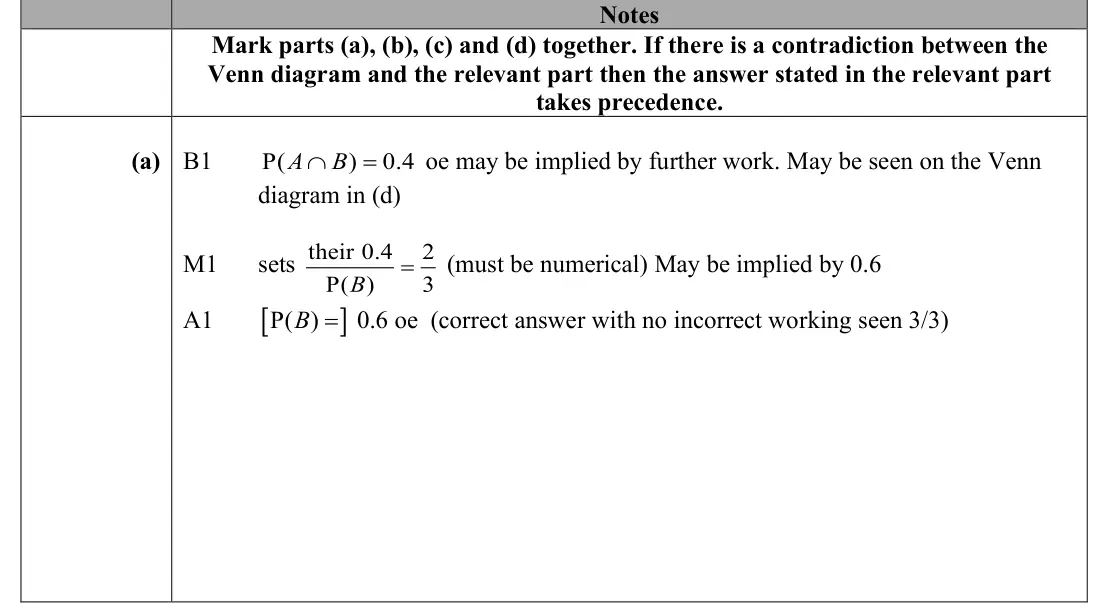 Notes
Mark parts (a), (b), (c) and (d) together. If there is a contradiction between the
Venn diagram and the relevant part then the answer stated in the relevant part
takes precedence.
(a) B1 P(A ∩ B) = 0.4 oe may be implied by further work. May be seen on the Venn
diagram in (d)
M1 sets their 0.4 / P(B) = 2 / 3 (must be numerical) May be implied by 0.6
A1 [P(B) =] 0.6 oe (correct answer with no incorrect working seen 3/3)